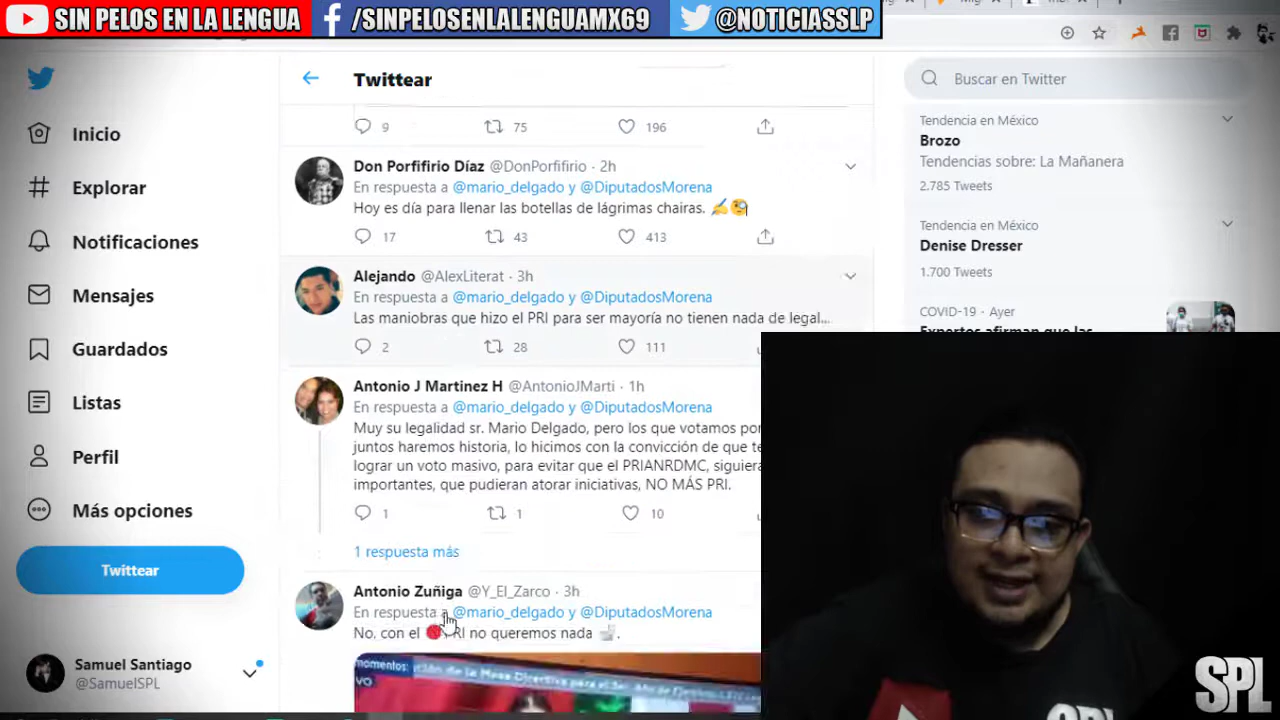 SIN PELOS EN LA LENGUA
/SINPELOSENLALENGUAMX69
@NOTICIASSLP
Inicio
Explorar
Notificaciones
Mensajes
Guardados
Listas
Perfil
Más opciones
Twittear
Samuel Santiago
@SamuelSPL
Twittear
9 75 196
Don Porfifirio Díaz @DonPorfifirio · 2h
En respuesta a @mario_delgado y @DiputadosMorena
Hoy es día para llenar las botellas de lágrimas chairas. ✍🧐
17 43 413
Alejando @AlexLiterat · 3h
En respuesta a @mario_delgado y @DiputadosMorena
Las maniobras que hizo el PRI para ser mayoría no tienen nada de legal...
2 28 111
Antonio J Martinez H @AntonioJMarti · 1h
En respuesta a @mario_delgado y @DiputadosMorena
Muy su legalidad sr. Mario Delgado, pero los que votamos por
juntos haremos historia, lo hicimos con la convicción de que
lograr un voto masivo, para evitar que el PRIANRDMC,
importantes, que pudieran atorar iniciativas, NO MÁS PRI.
1 1 10
1 respuesta más
Antonio Zuñiga @Y_El_Zarco · 3h
En respuesta a @mario_delgado y @DiputadosMorena
No, con el no queremos nada
momentos:
Buscar en Twitter
Tendencia en México
Brozo
Tendencias sobre: La Mañanera
2.785 Tweets
Tendencia en México
Denise Dresser
1.700 Tweets
COVID-19 · Ayer
Expertos afirman que las
SPL